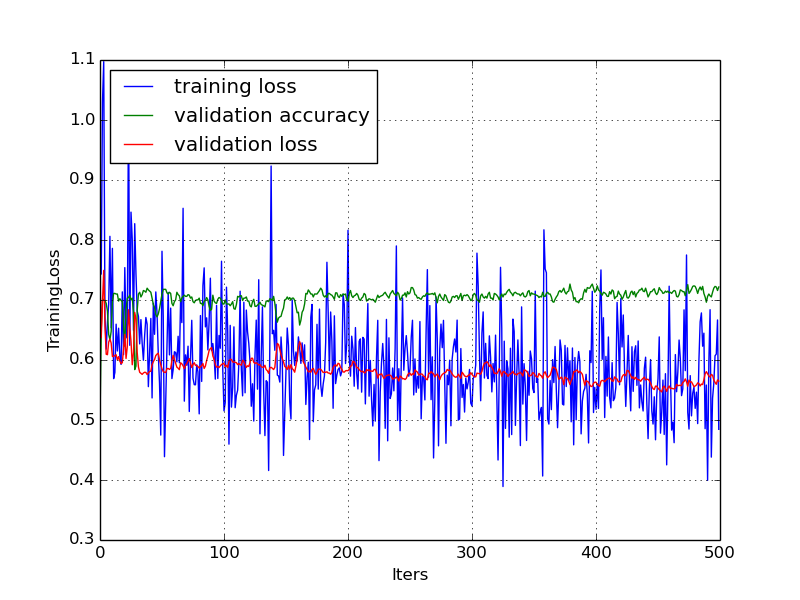 training loss
validation accuracy
validation loss
1.1
1.0
0.9
0.8
0.7
0.6
0.5
0.4
0.3
0 100 200 300 400 500
TrainingLoss
Iters